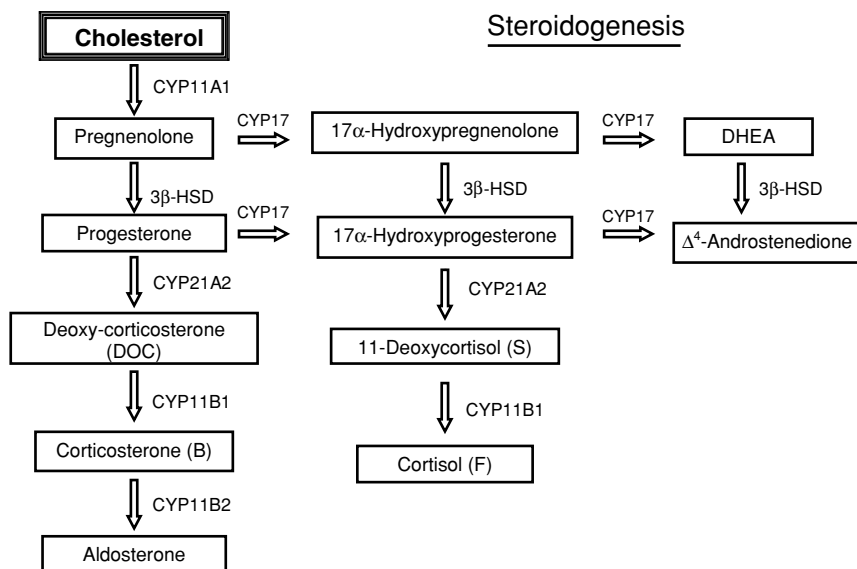 Steroidogenesis
Cholesterol
CYP11A1
Pregnenolone
CYP17
17α-Hydroxypregnenolone
CYP17
DHEA
3β-HSD
3β-HSD
3β-HSD
Progesterone
CYP17
17α-Hydroxyprogesterone
CYP17
Δ⁴-Androstenedione
CYP21A2
CYP21A2
Deoxy-corticosterone
(DOC)
11-Deoxycortisol (S)
CYP11B1
CYP11B1
Corticosterone (B)
Cortisol (F)
CYP11B2
Aldosterone